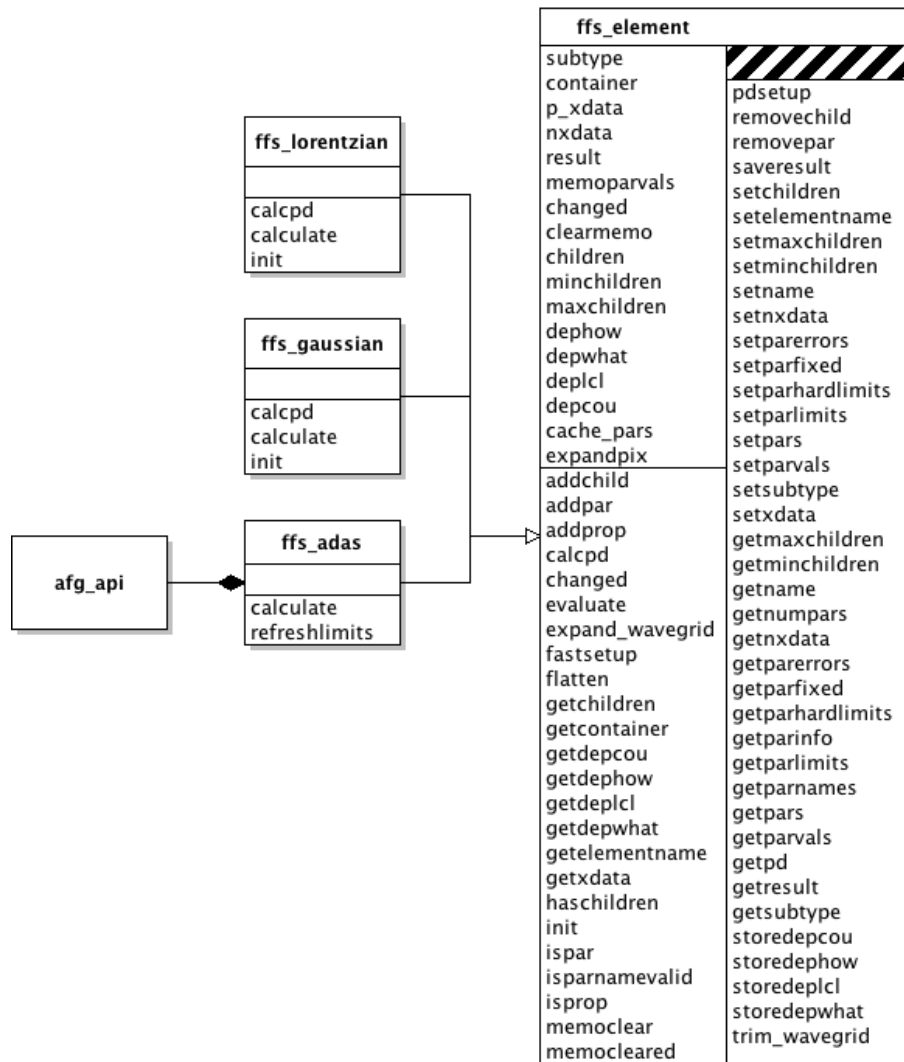 ffs_lorentzian
calcpd
calculate
init
ffs_gaussian
calcpd
calculate
init
afg_api
ffs_adas
calculate
refreshlimits
ffs_element
subtype
container
p_xdata
nxdata
result
memoparvals
changed
clearmemo
children
minchildren
maxchildren
dephow
depwhat
deplcl
depcou
cache_pars
expandpix
addchild
addpar
addprop
calcpd
changed
evaluate
expand_wavegrid
fastsetup
flatten
getchildren
getcontainer
getdepcou
getdephow
getdeplcl
getdepwhat
getelementname
getxdata
haschildren
init
ispar
isparnamevalid
isprop
memoclear
memocleared
pdsetup
removechild
removepar
saveresult
setchildren
setelementname
setmaxchildren
setminchildren
setname
setnxdata
setparerrors
setparfixed
setparhardlimits
setparlimits
setpars
setparvals
setsubtype
setxdata
getmaxchildren
getminchildren
getname
getnumpars
getnxdata
getparerrors
getparfixed
getparhardlimits
getparinfo
getparlimits
getparnames
getpars
getparvals
getpd
getresult
getsubtype
storedepcou
storedephow
storedeplcl
storedepwhat
trim_wavegrid